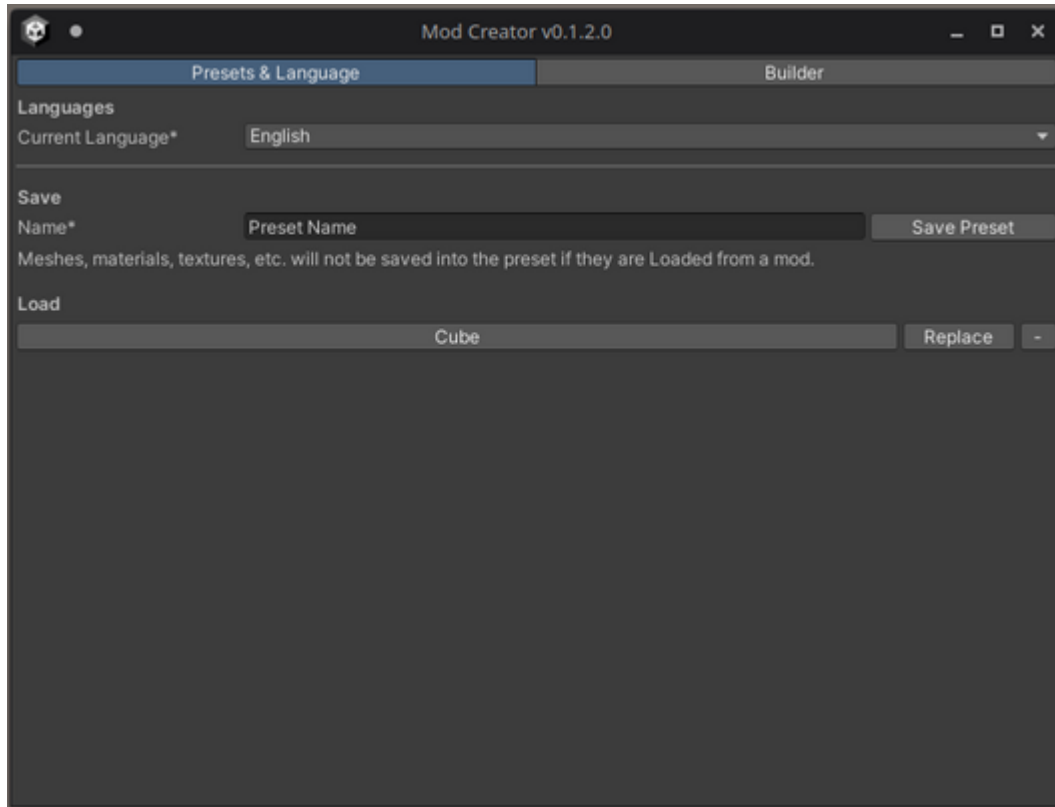 Mod Creator v0.1.2.0
Presets & Language Builder
Languages
Current Language* English
Save
Name* Preset Name Save Preset
Meshes, materials, textures, etc. will not be saved into the preset if they are Loaded from a mod.
Load
Cube Replace -